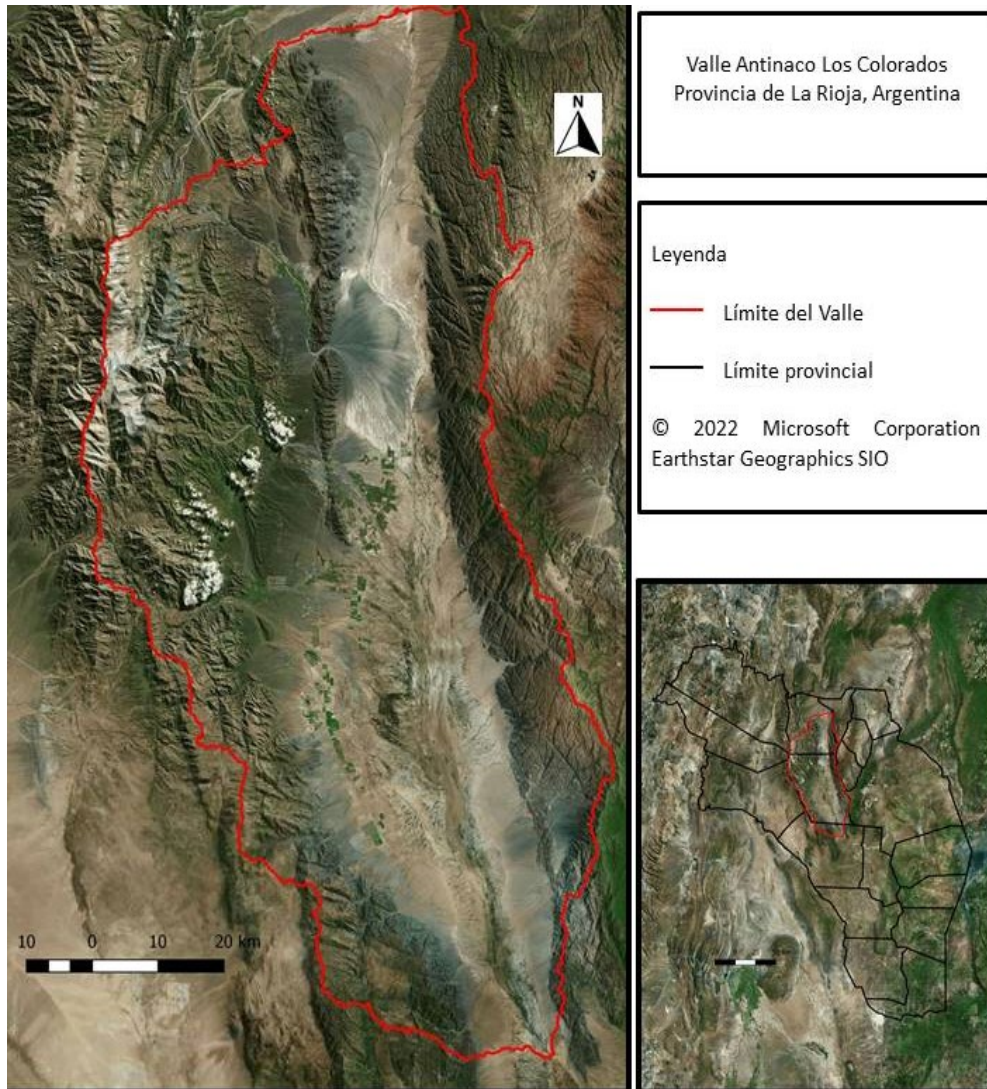 N
10 0 10 20 km
Valle Antinaco Los Colorados
Provincia de La Rioja, Argentina
Leyenda
Límite del Valle
Límite provincial
© 2022 Microsoft Corporation
Earthstar Geographics SIO